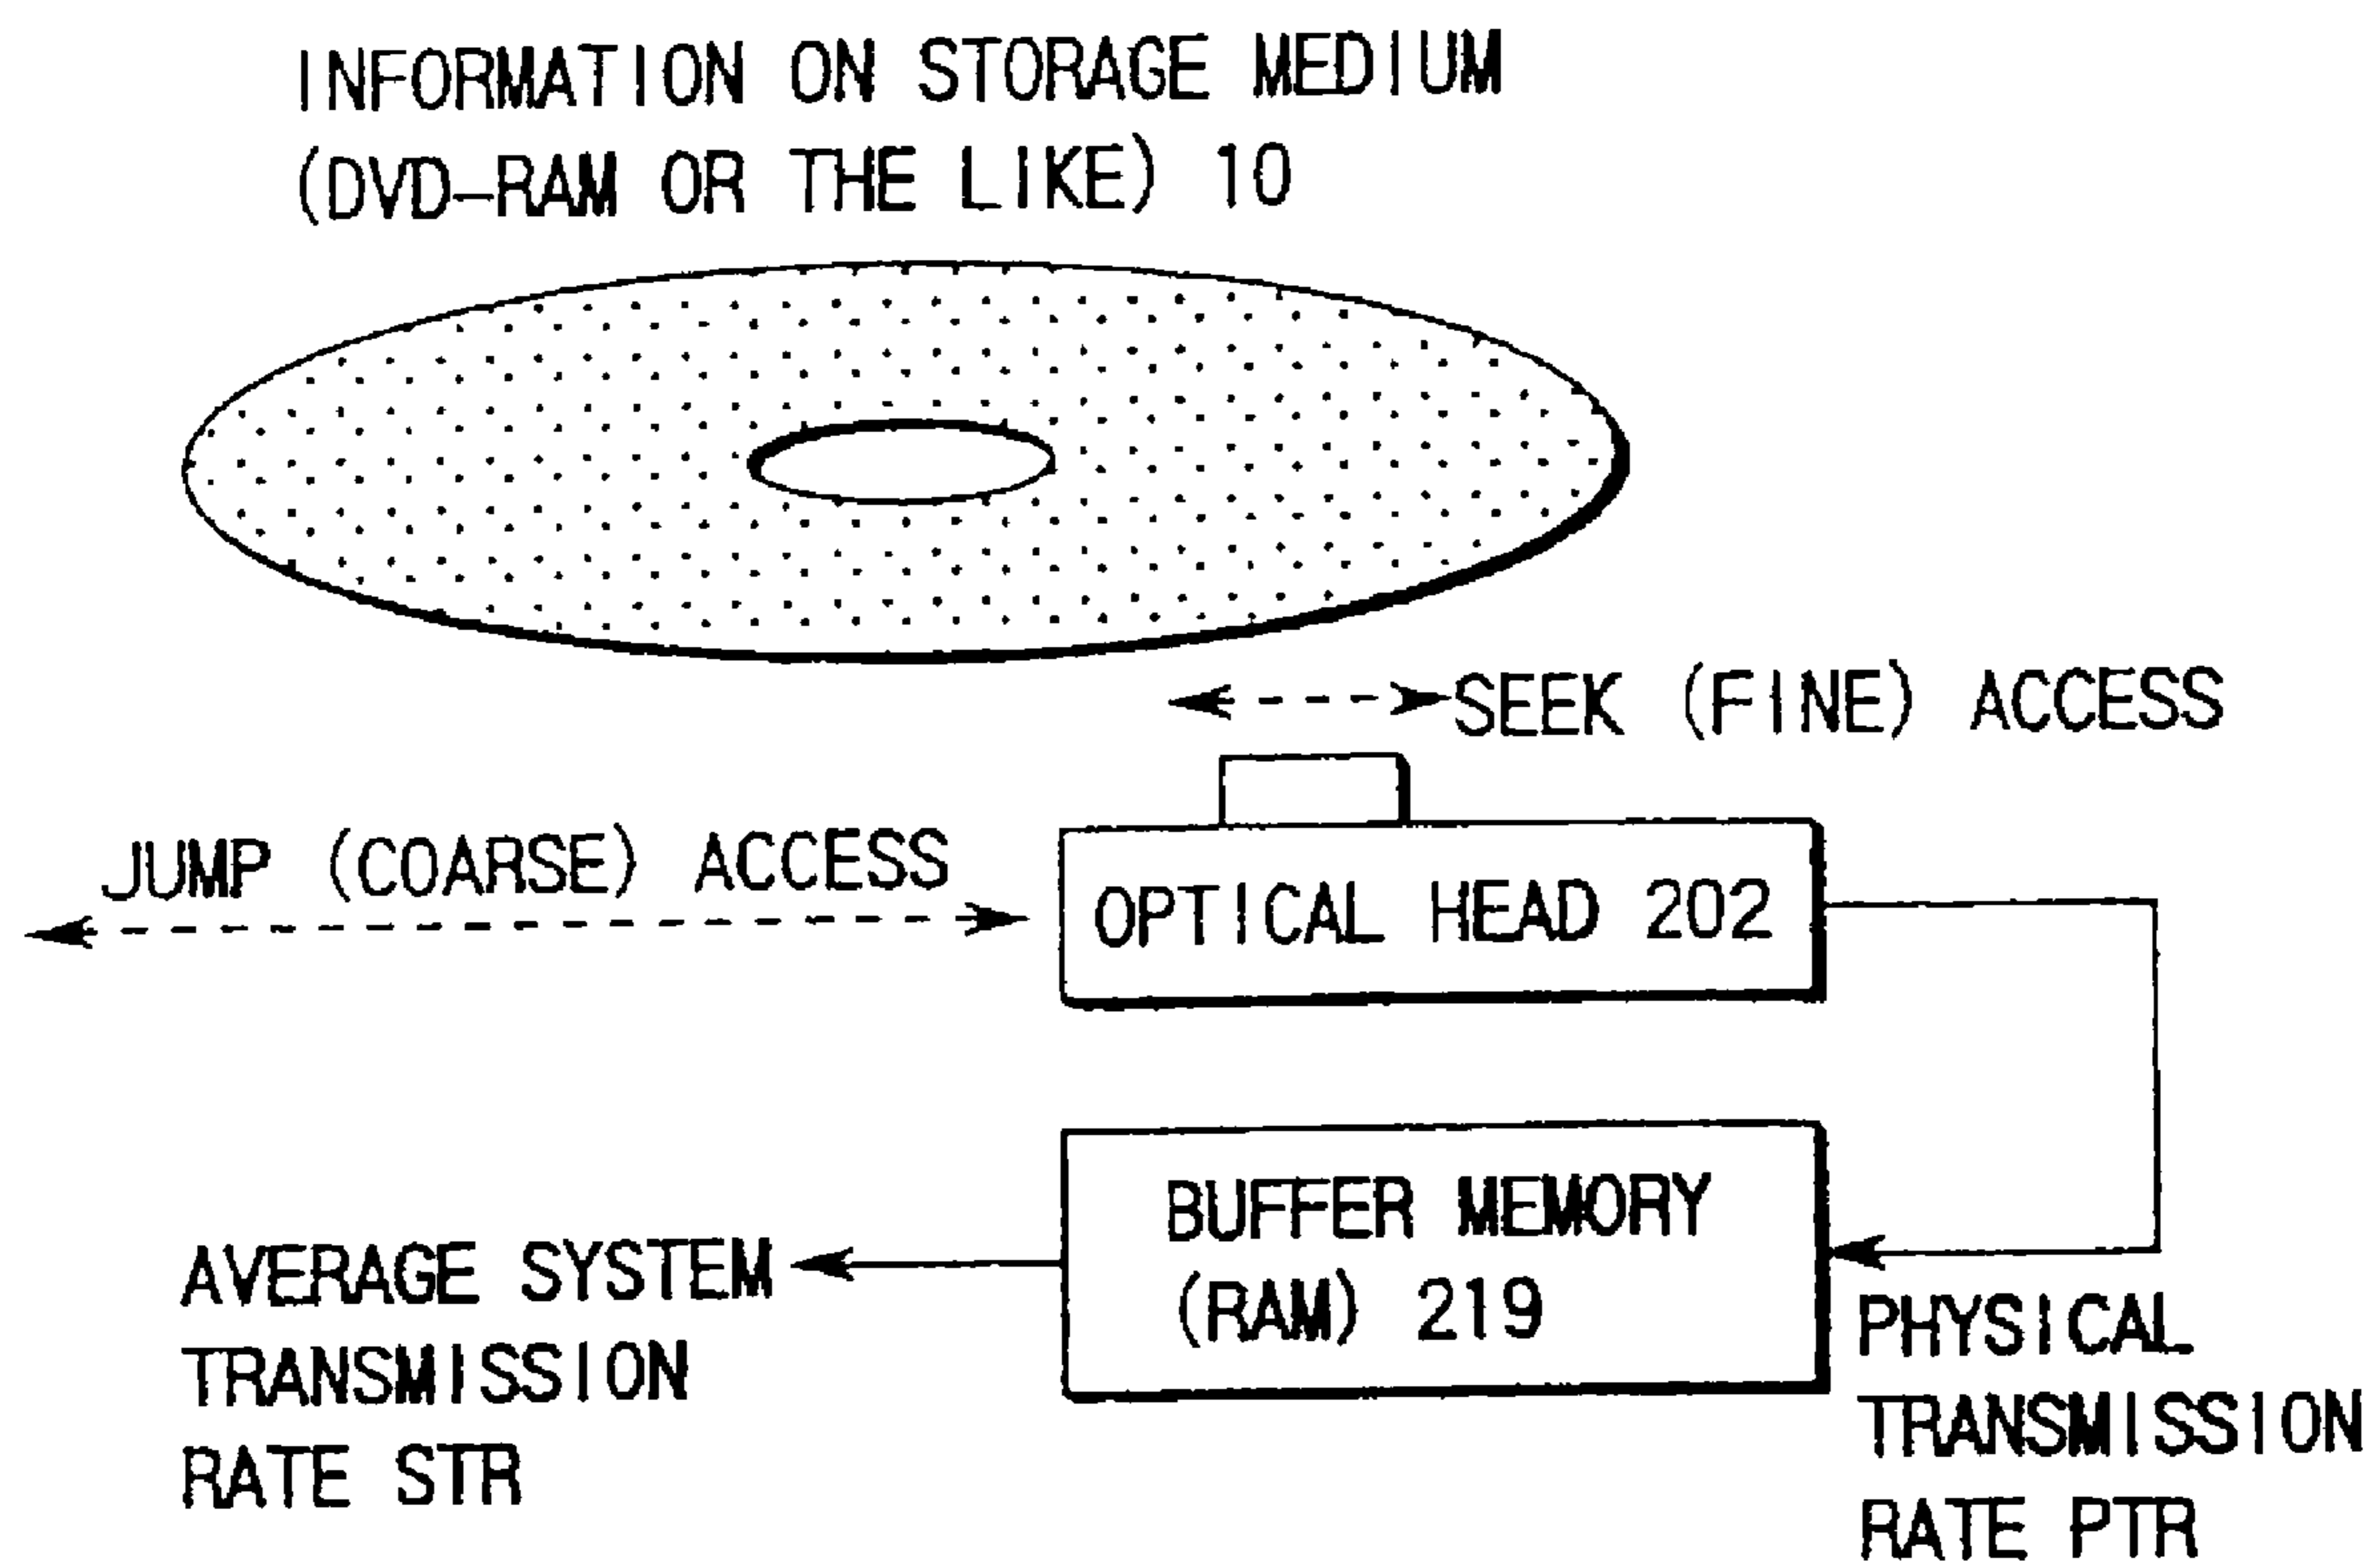 INFORMATION ON STORAGE MEDIUM
(DVD-RAM OR THE LIKE) 10
SEEK (FINE) ACCESS
JUMP (COARSE) ACCESS
OPTICAL HEAD 202
BUFFER MEMORY
(RAM) 219
AVERAGE SYSTEM
TRANSMISSION
RATE STR
PHYSICAL
TRANSMISSION
RATE PTR